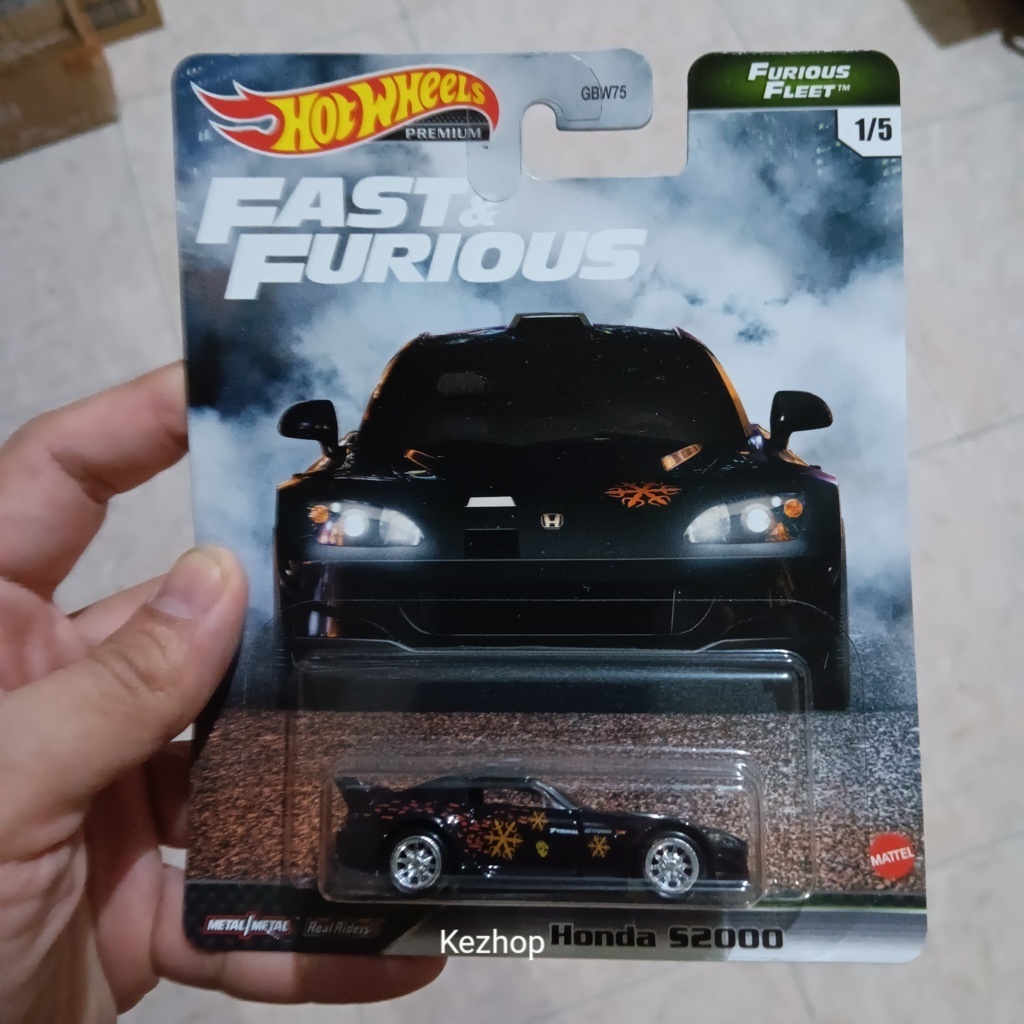 HOT WHEELS
PREMIUM
GBW75
FURIOUS
FLEET™
1/5
FAST &
FURIOUS
MATTEL
METAL/METAL
Real Riders
Kezhop
Honda S2000